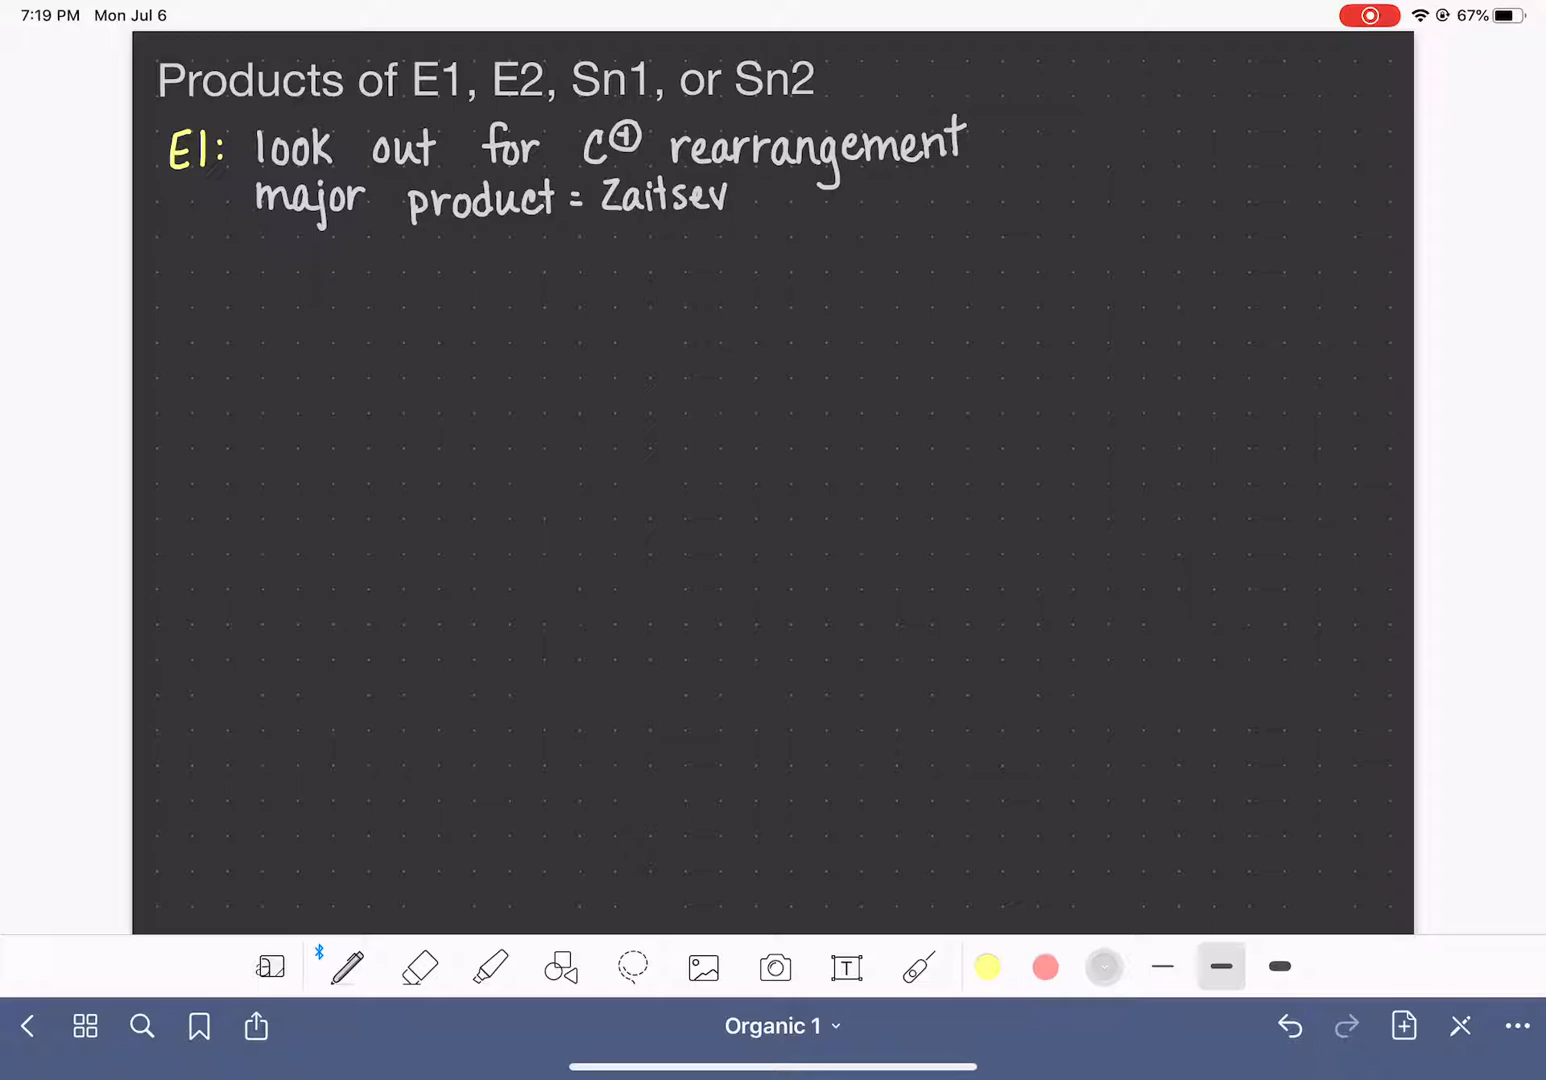 7:19 PM Mon Jul 6
67%
Products of E1, E2, Sn1, or Sn2
E1: look out for C⊕ rearrangement
major product = Zaitsev
T
Organic 1